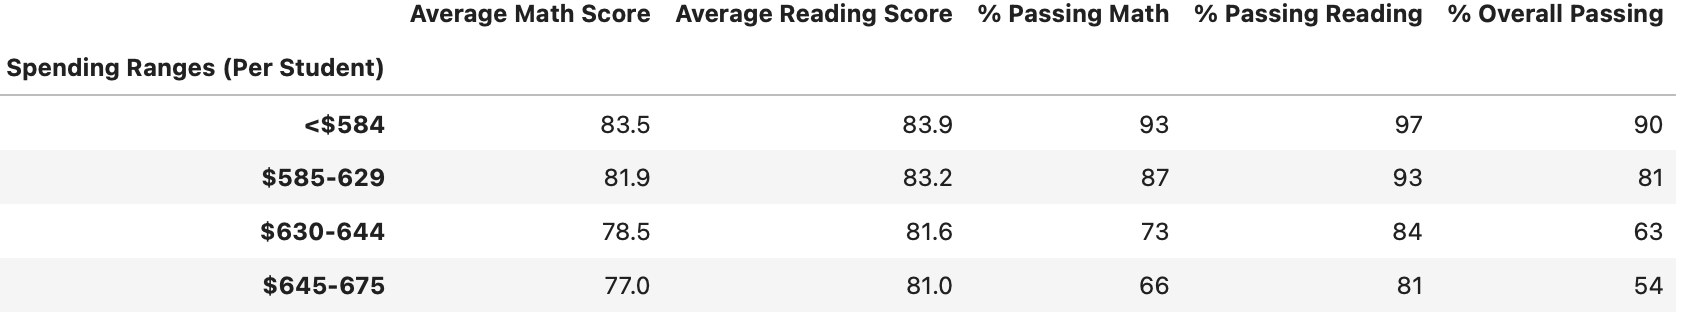 Average Math Score Average Reading Score % Passing Math % Passing Reading % Overall Passing
Spending Ranges (Per Student)
<$584 83.5 83.9 93 97 90
$585-629 81.9 83.2 87 93 81
$630-644 78.5 81.6 73 84 63
$645-675 77.0 81.0 66 81 54